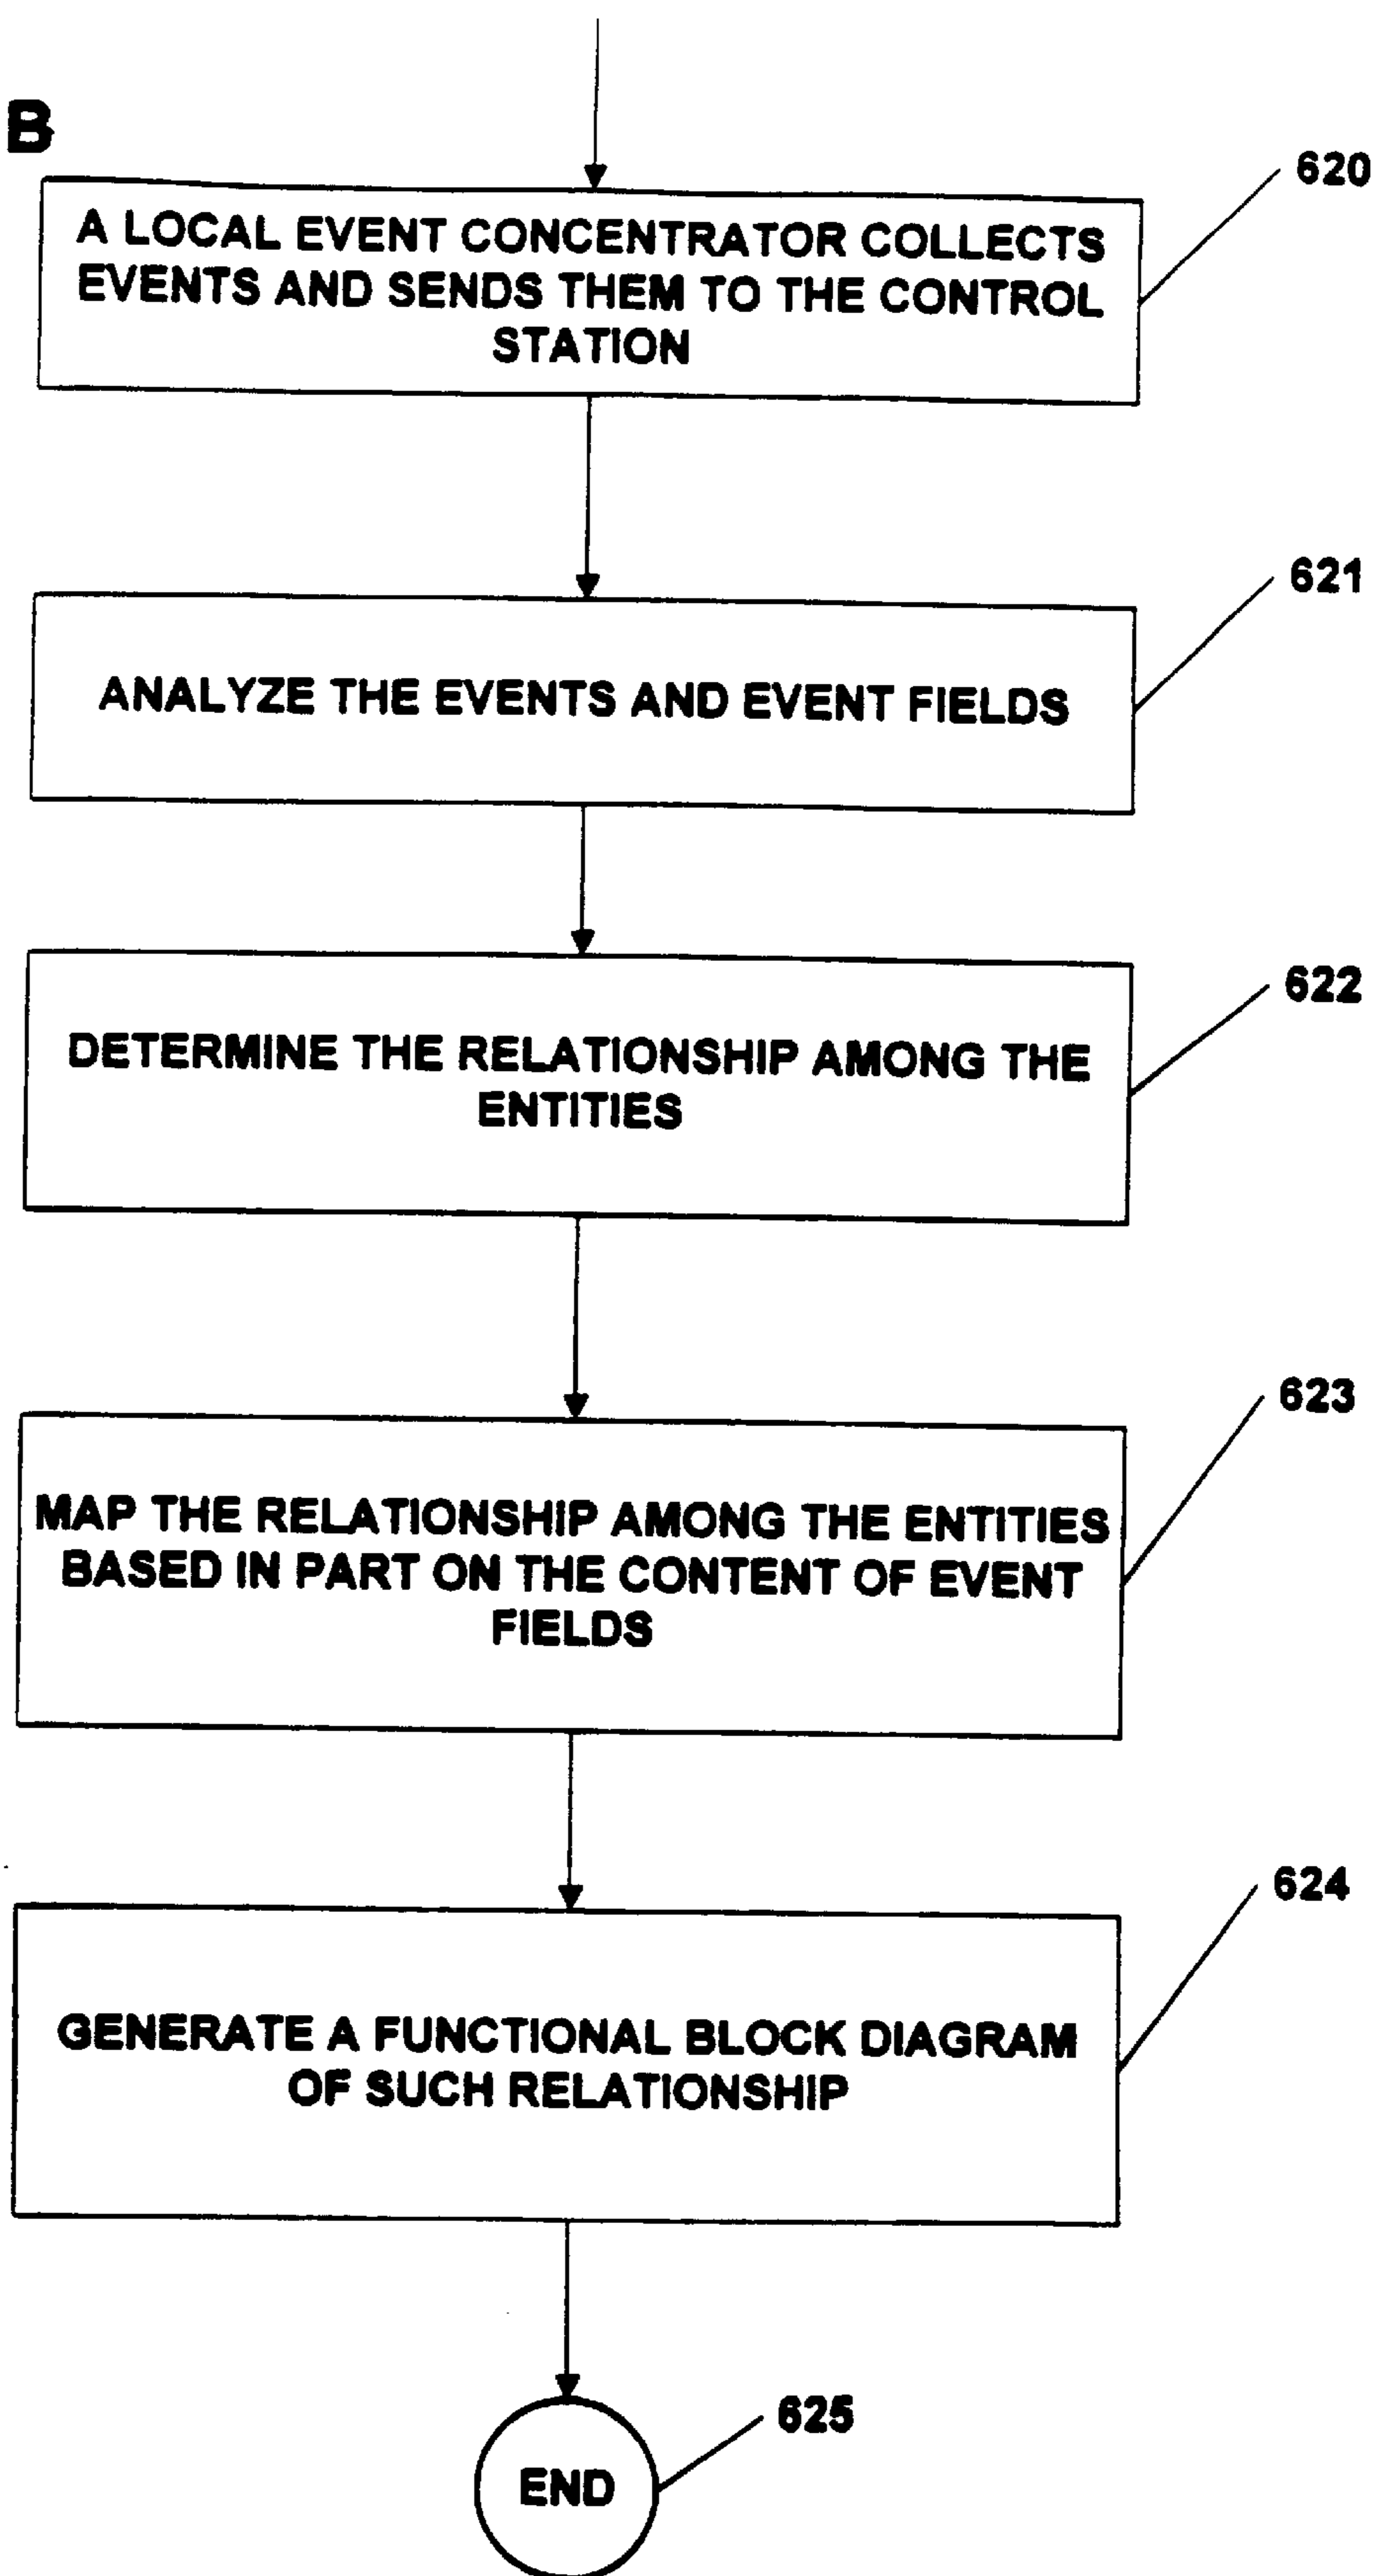 B
620
A LOCAL EVENT CONCENTRATOR COLLECTS
EVENTS AND SENDS THEM TO THE CONTROL
STATION
621
ANALYZE THE EVENTS AND EVENT FIELDS
622
DETERMINE THE RELATIONSHIP AMONG THE
ENTITIES
623
MAP THE RELATIONSHIP AMONG THE ENTITIES
BASED IN PART ON THE CONTENT OF EVENT
FIELDS
624
GENERATE A FUNCTIONAL BLOCK DIAGRAM
OF SUCH RELATIONSHIP
625
END